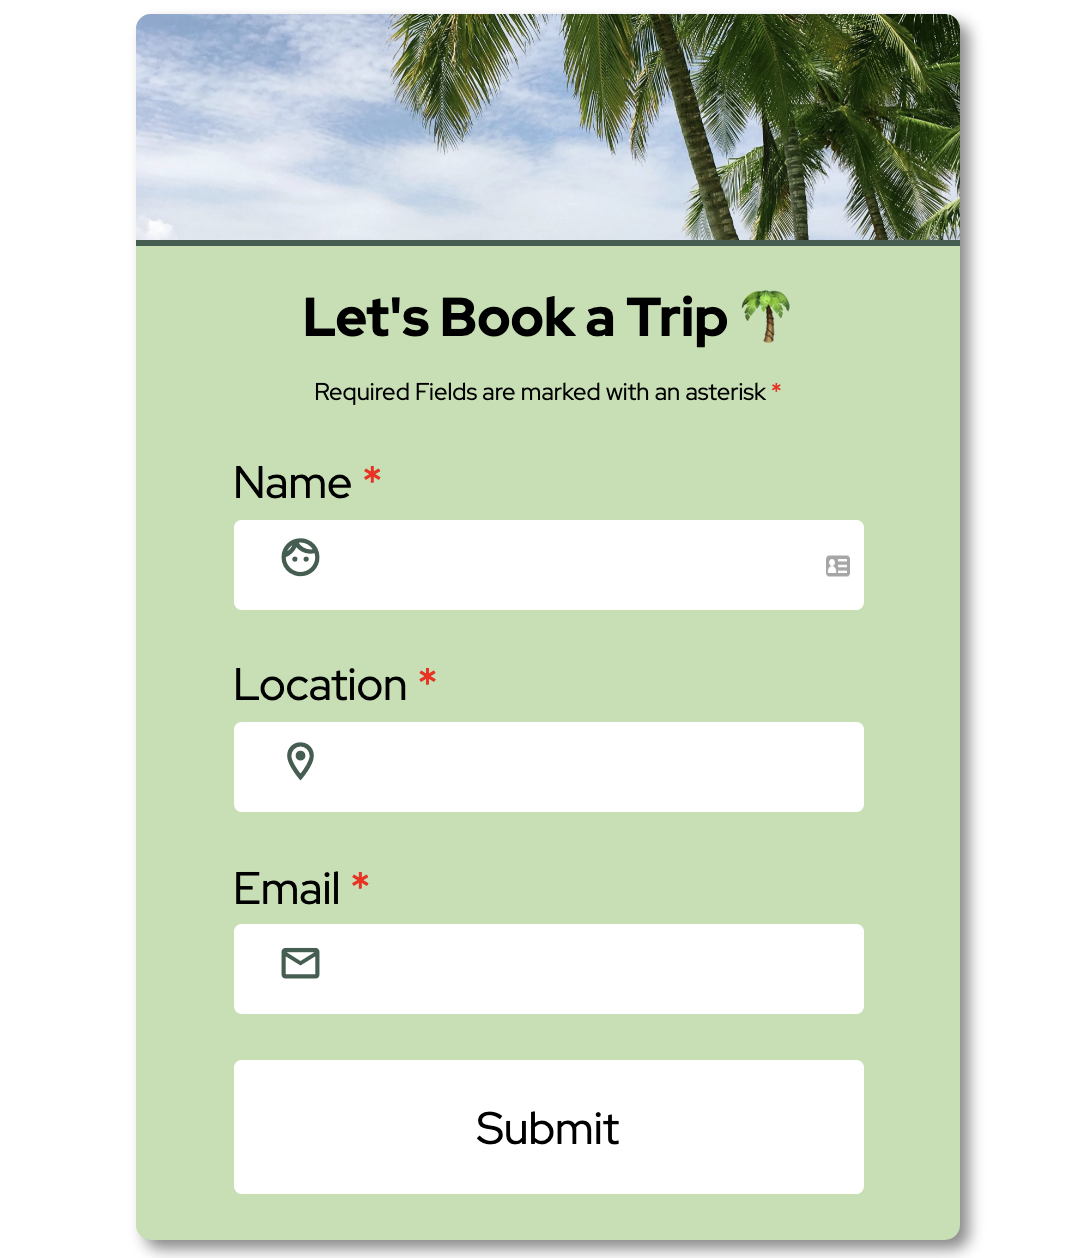 Let's Book a Trip 🌴
Required Fields are marked with an asterisk *
Name *
Location *
Email *
Submit